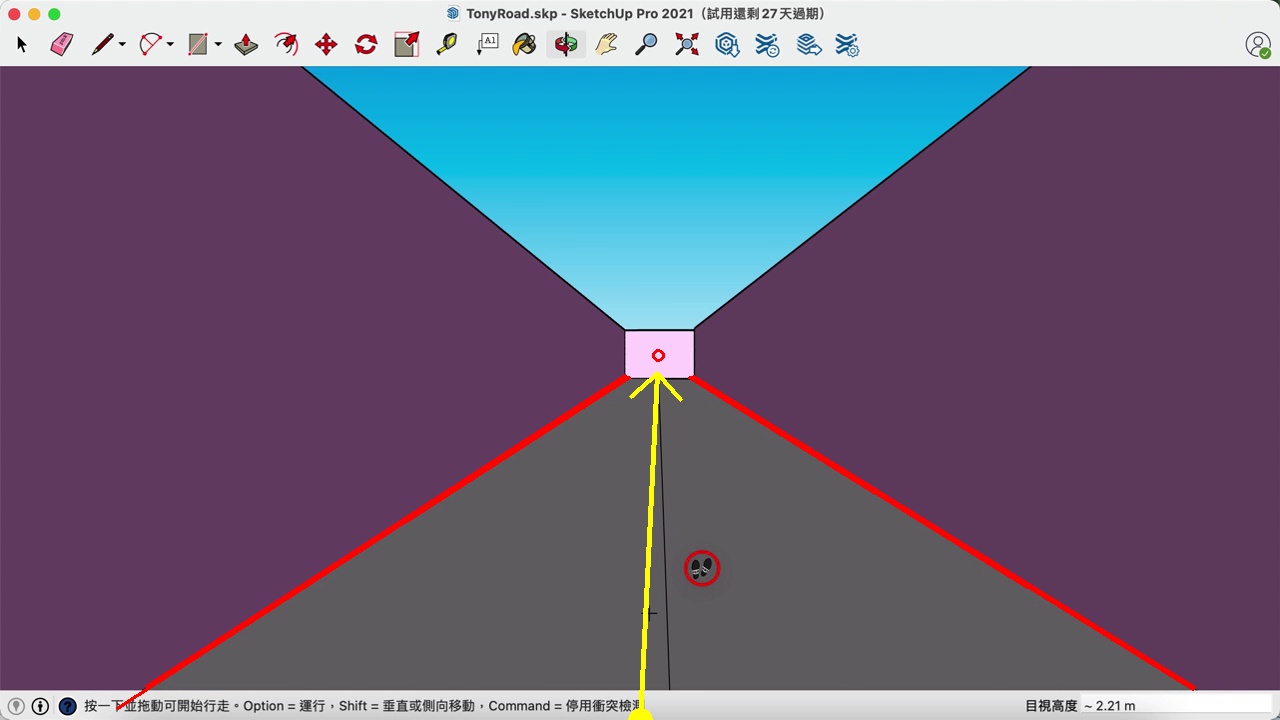 TonyRoad.skp - SketchUp Pro 2021（試用還剩 27 天過期）
A1
按一下並拖動可開始行走。Option = 運行，Shift = 垂直或側向移動，Command = 停用衝突檢測
目視高度 ~ 2.21 m